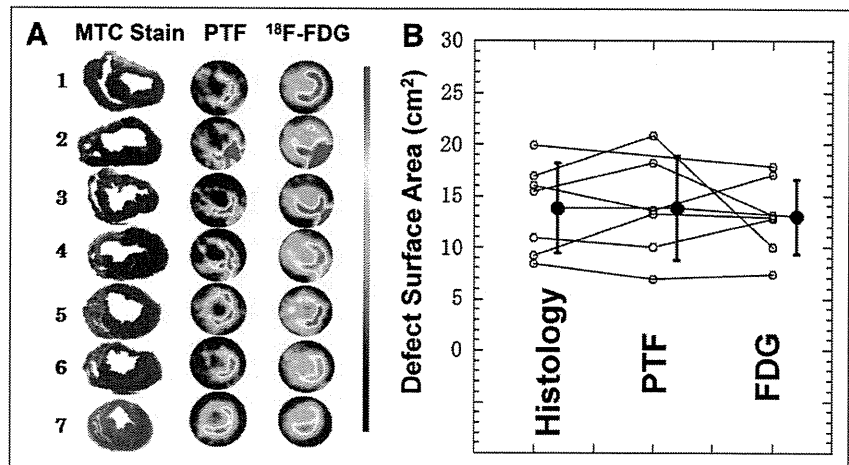 A
MTC Stain PTF ¹⁸F-FDG
1
2
3
4
5
6
7
B
Defect Surface Area (cm²)
30
25
20
15
10
5
0
Histology
PTF
FDG